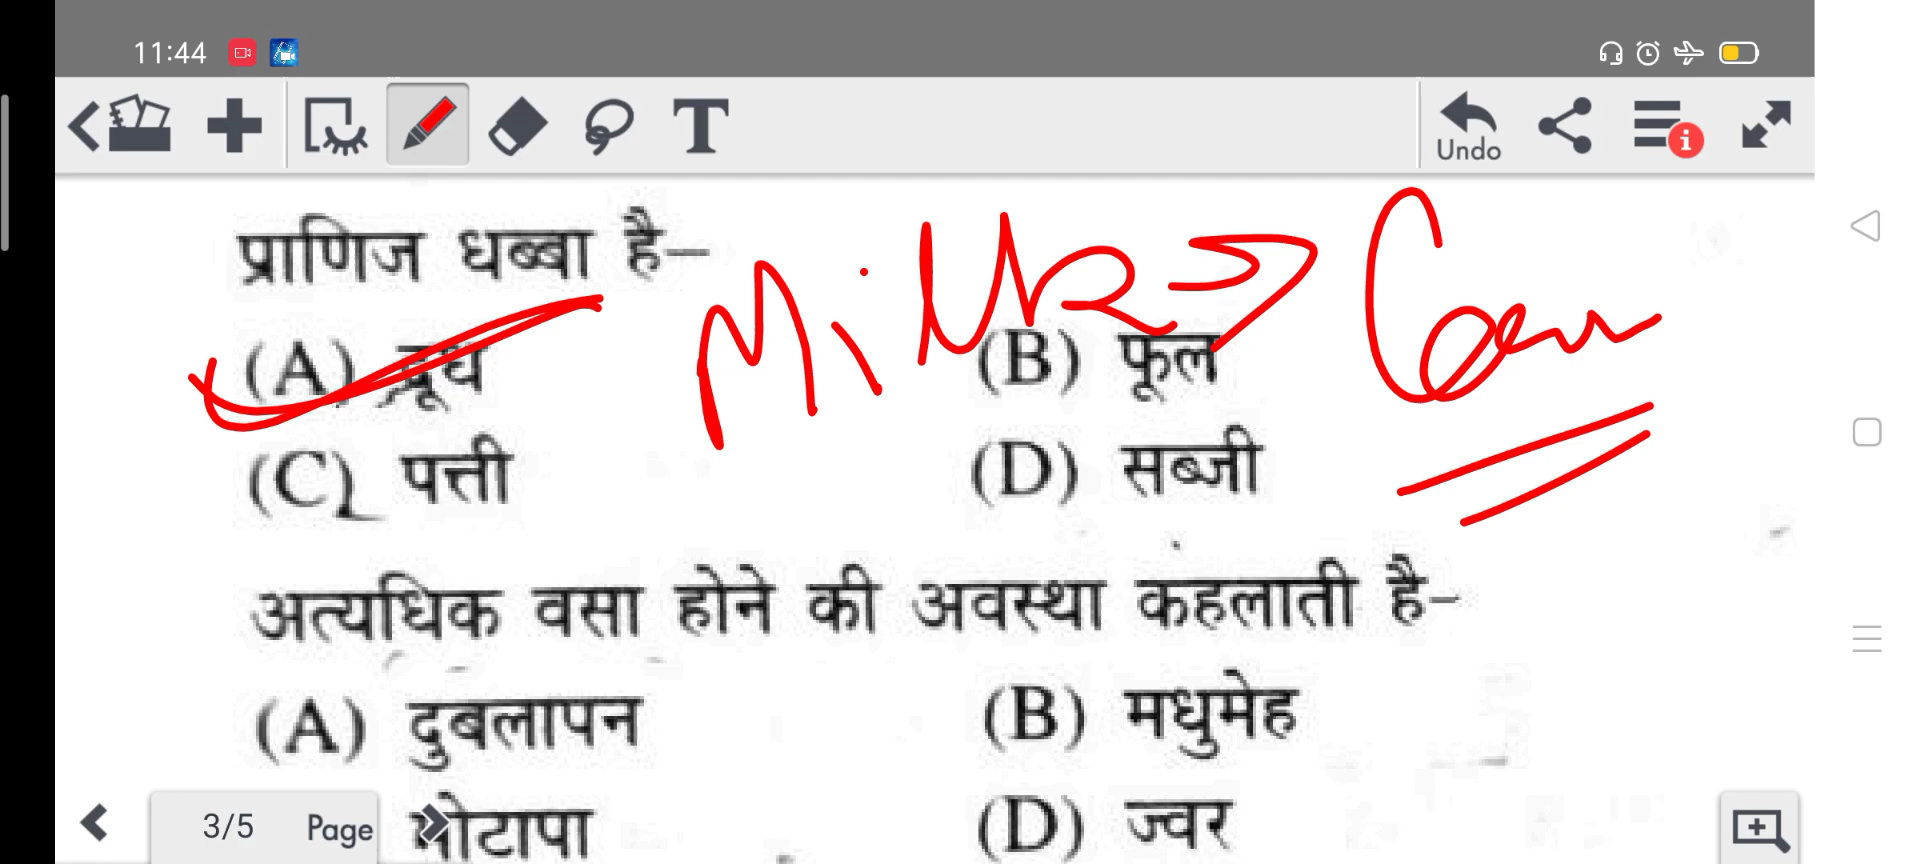 11:44
Undo
प्राणिज धब्बा है–
Milk
(A) दूध (B) फूल
(C) पत्ती (D) सब्जी
अत्यधिक वसा होने की अवस्था कहलाती है–
(A) दुबलापन (B) मधुमेह
मोटापा (D) ज्वर
3/5 Page